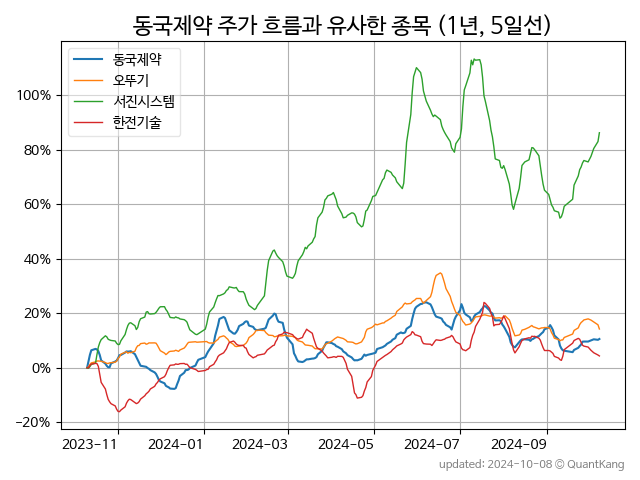 동국제약 주가 흐름과 유사한 종목 (1년, 5일선)
동국제약
오뚜기
서진시스템
한전기술
100%
80%
60%
40%
20%
0%
−20%
2023-11
2024-01
2024-03
2024-05
2024-07
2024-09
updated: 2024-10-08 © QuantKang